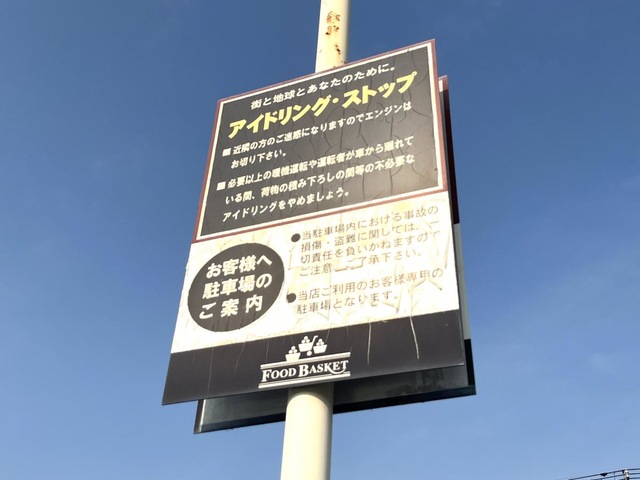 街と地球とあなたのために。
アイドリング・ストップ
■近隣の方のご迷惑になりますのでエンジンは
お切り下さい。
■必要以上の暖機運転や運転者が車から離れて
いる間、荷物の積み下ろしの間等の不必要な
アイドリングをやめましょう。
お客様へ
駐車場の
ご案内
●当駐車場内における事故の
損傷・盗難に関しては、一
切責任を負いかねますので
ご注意ご了承下さい。
●当店ご利用のお客様専用の
駐車場となります。
FOOD BASKET